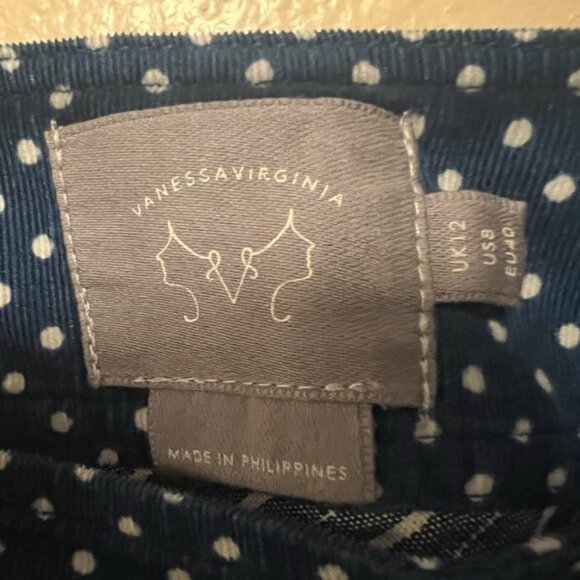 VANESSAVIRGINIA
UK12
US8
EU40
MADE IN PHILIPPINES